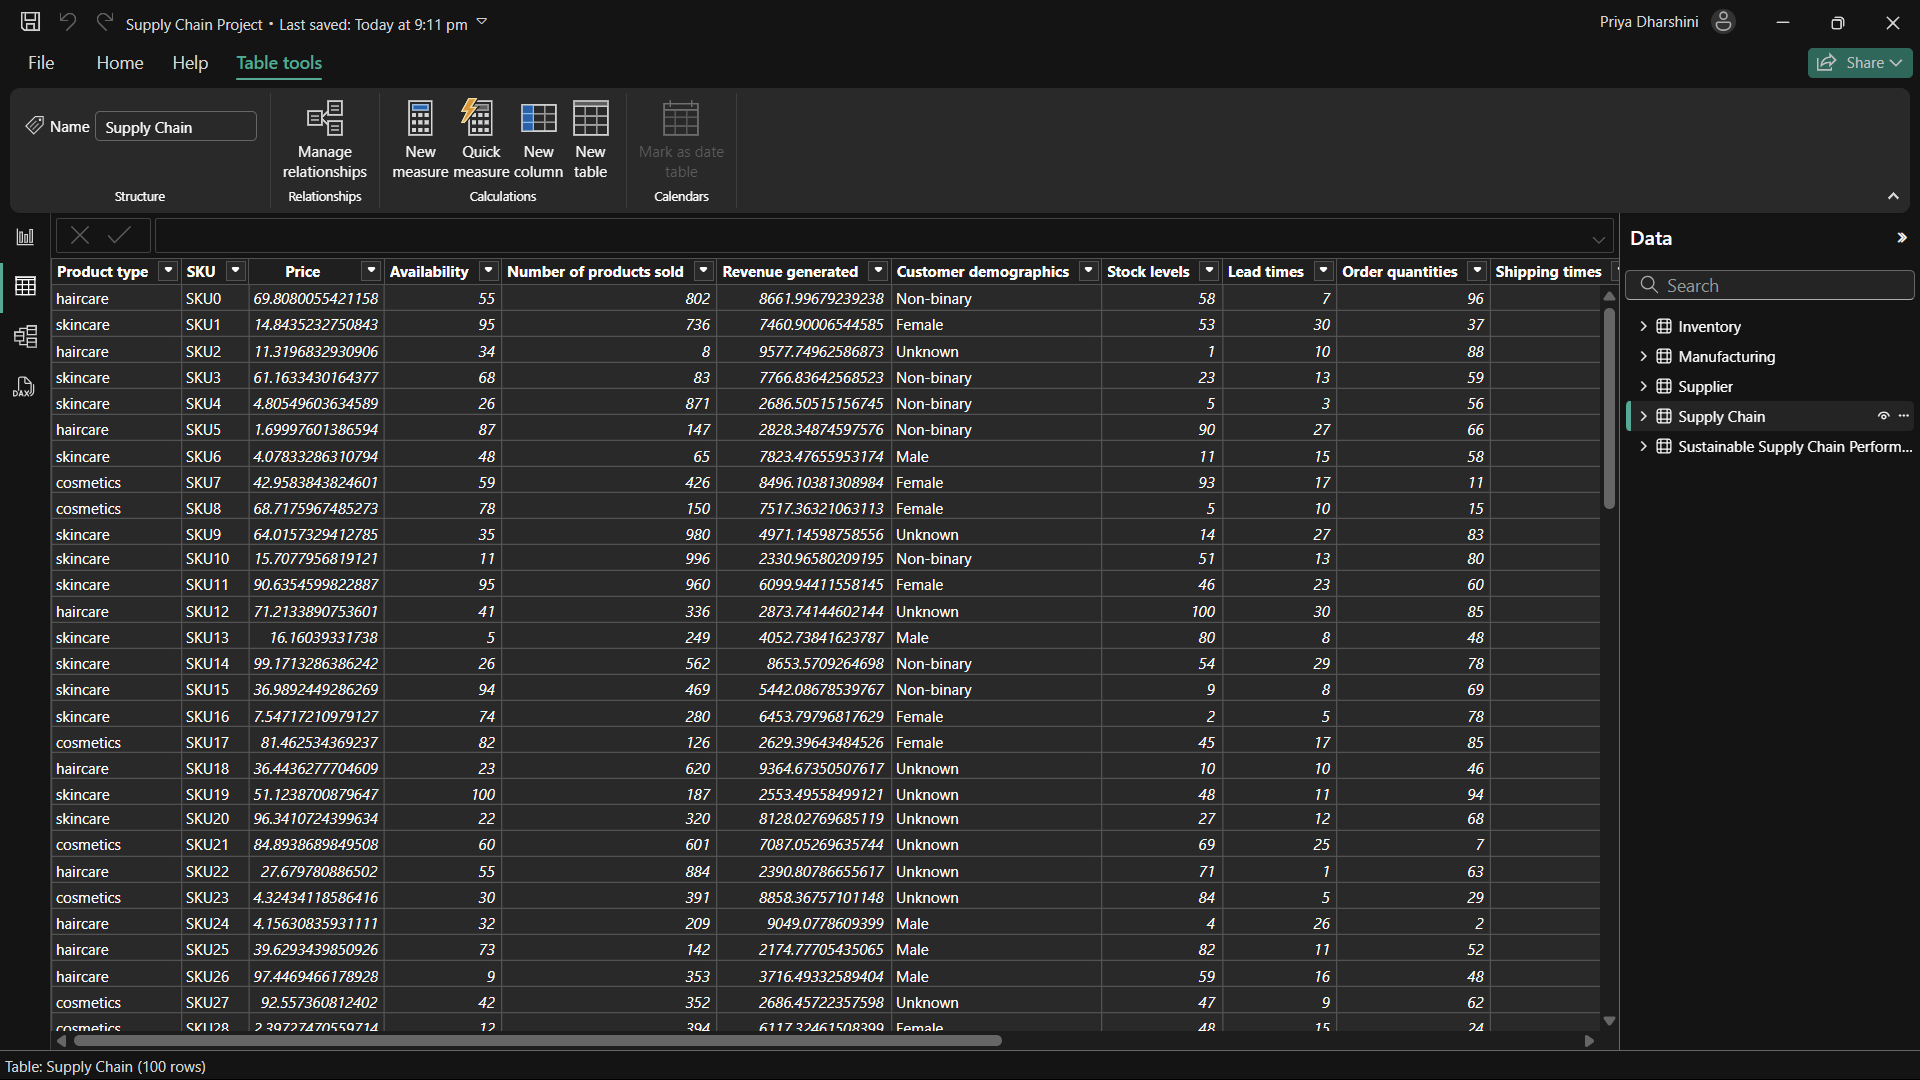 Supply Chain Project • Last saved: Today at 9:11 pm
Priya Dharshini
File Home Help Table tools
Share
Name Supply Chain
Manage relationships
New measure
Quick measure
New column
New table
Mark as date table
Structure Relationships Calculations Calendars
Product type SKU Price Availability Number of products sold Revenue generated Customer demographics Stock levels Lead times Order quantities Shipping times
haircare SKU0 69.8080055421158 55 802 8661.99679239238 Non-binary 58 7 96
skincare SKU1 14.8435232750843 95 736 7460.90006544585 Female 53 30 37
haircare SKU2 11.3196832930906 34 8 9577.74962586873 Unknown 1 10 88
skincare SKU3 61.1633430164377 68 83 7766.83642568523 Non-binary 23 13 59
skincare SKU4 4.80549603634589 26 871 2686.50515156745 Non-binary 5 3 56
haircare SKU5 1.69997601386594 87 147 2828.34874597576 Non-binary 90 27 66
skincare SKU6 4.07833286310794 48 65 7823.47655953174 Male 11 15 58
cosmetics SKU7 42.9583843824601 59 426 8496.10381308984 Female 93 17 11
cosmetics SKU8 68.7175967485273 78 150 7517.36321063113 Female 5 10 15
skincare SKU9 64.0157329412785 35 980 4971.14598758556 Unknown 14 27 83
skincare SKU10 15.7077956819121 11 996 2330.96580209195 Non-binary 51 13 80
skincare SKU11 90.6354599822887 95 960 6099.94411558145 Female 46 23 60
haircare SKU12 71.2133890753601 41 336 2873.74144602144 Unknown 100 30 85
skincare SKU13 16.16039331738 5 249 4052.73841623787 Male 80 8 48
skincare SKU14 99.1713286386242 26 562 8653.5709264698 Non-binary 54 29 78
skincare SKU15 36.9892449286269 94 469 5442.08678539767 Non-binary 9 8 69
skincare SKU16 7.54717210979127 74 280 6453.79796817629 Female 2 5 78
cosmetics SKU17 81.462534369237 82 126 2629.39643484526 Female 45 17 85
haircare SKU18 36.4436277704609 23 620 9364.67350507617 Unknown 10 10 46
skincare SKU19 51.1238700879647 100 187 2553.49558499121 Unknown 48 11 94
skincare SKU20 96.3410724399634 22 320 8128.02769685119 Unknown 27 12 68
cosmetics SKU21 84.8938689849508 60 601 7087.05269635744 Unknown 69 25 7
haircare SKU22 27.679780886502 55 884 2390.80786655617 Unknown 71 1 63
cosmetics SKU23 4.32434118586416 30 391 8858.36757101148 Unknown 84 5 29
haircare SKU24 4.15630835931111 32 209 9049.0778609399 Male 4 26 2
haircare SKU25 39.6293439850926 73 142 2174.77705435065 Male 82 11 52
haircare SKU26 97.4469466178928 9 353 3716.49332589404 Male 59 16 48
cosmetics SKU27 92.557360812402 42 352 2686.45722357598 Unknown 47 9 62
cosmetics SKU28 2.39727470559714 12 394 6117.32461508399 Female 48 15 24
Data
Search
Inventory
Manufacturing
Supplier
Supply Chain
Sustainable Supply Chain Perform...
DAX
Table: Supply Chain (100 rows)